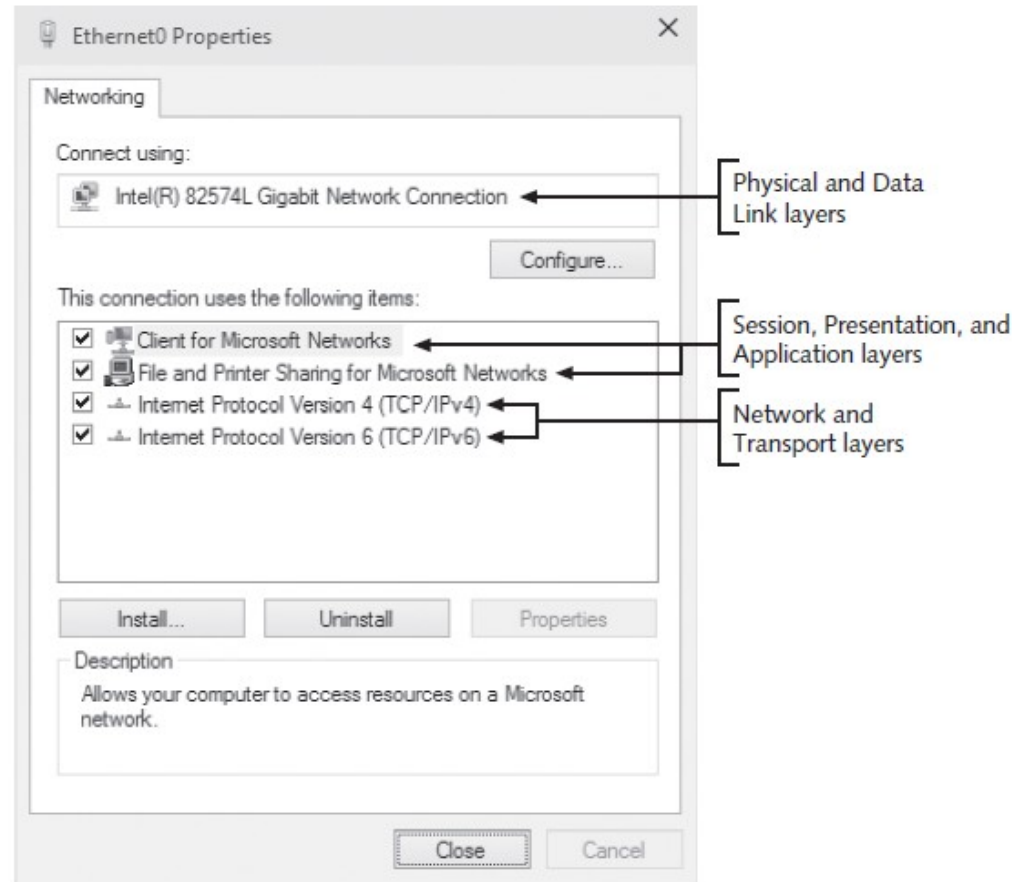 Ethernet0 Properties
Networking
Connect using:
Intel(R) 82574L Gigabit Network Connection
Physical and Data
Link layers
Configure...
This connection uses the following items:
Client for Microsoft Networks
File and Printer Sharing for Microsoft Networks
Internet Protocol Version 4 (TCP/IPv4)
Internet Protocol Version 6 (TCP/IPv6)
Session, Presentation, and
Application layers
Network and
Transport layers
Install...
Uninstall
Properties
Description
Allows your computer to access resources on a Microsoft
network.
Close
Cancel